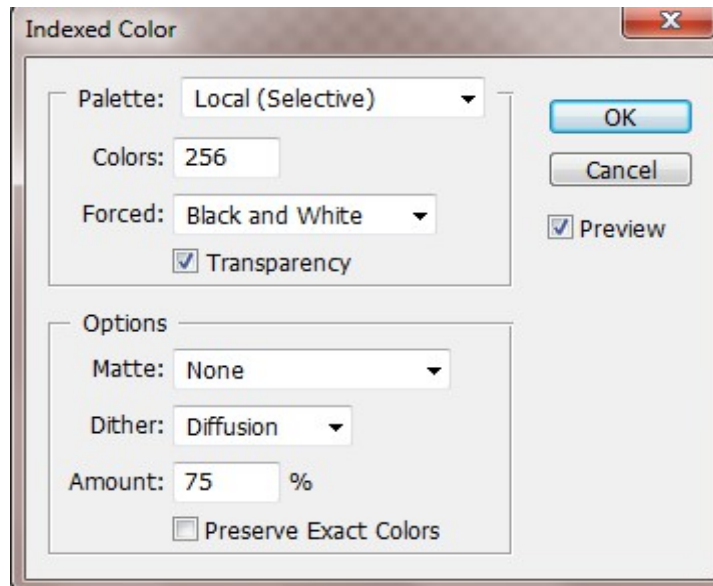 Indexed Color
Palette: Local (Selective)
Colors: 256
Forced: Black and White
Transparency
OK
Cancel
Preview
Options
Matte: None
Dither: Diffusion
Amount: 75 %
Preserve Exact Colors